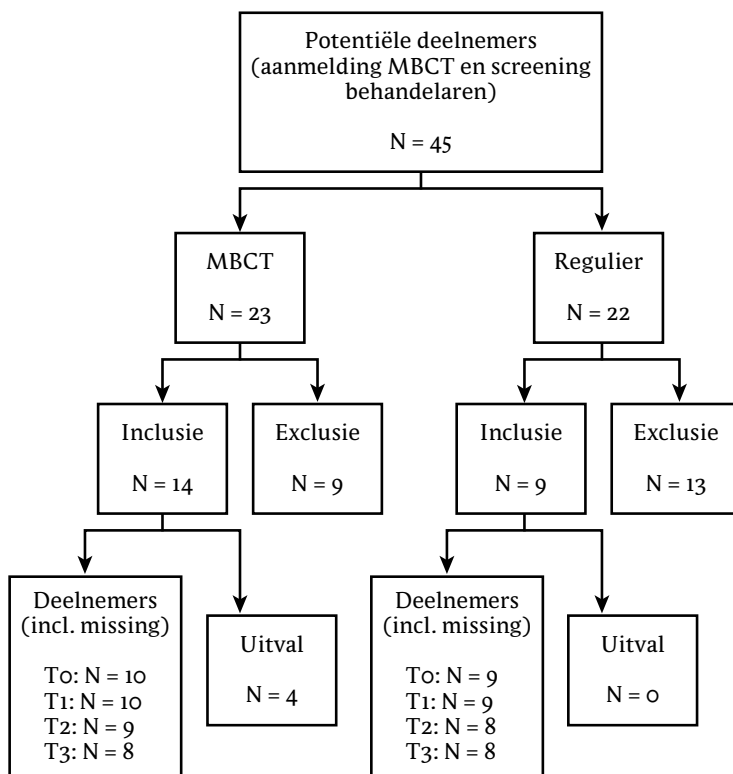 Potentiële deelnemers
(aanmelding MBCT en screening
behandelaren)
N = 45
MBCT
N = 23
Regulier
N = 22
Inclusie
N = 14
Exclusie
N = 9
Inclusie
N = 9
Exclusie
N = 13
Deelnemers
(incl. missing)
T0: N = 10
T1: N = 10
T2: N = 9
T3: N = 8
Uitval
N = 4
Deelnemers
(incl. missing)
T0: N = 9
T1: N = 9
T2: N = 8
T3: N = 8
Uitval
N = 0